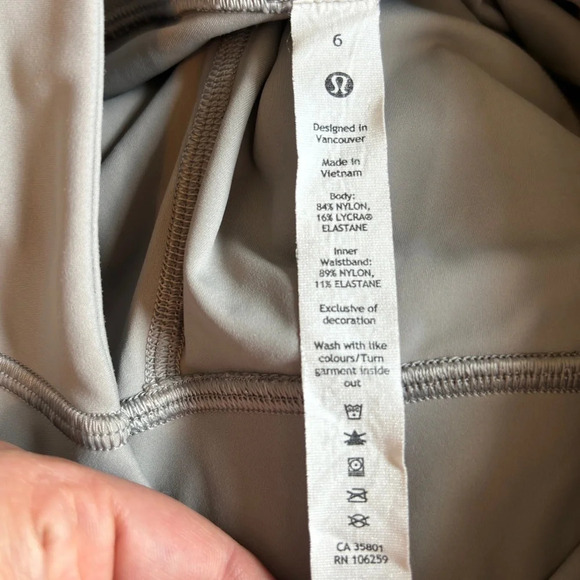 6
Designed in
Vancouver
Made in
Vietnam
Body:
84% NYLON,
16% LYCRA®
ELASTANE
Inner
Waistband:
89% NYLON,
11% ELASTANE
Exclusive of
decoration
Wash with like
colours/Turn
garment inside
out
CA 35801
RN 106259